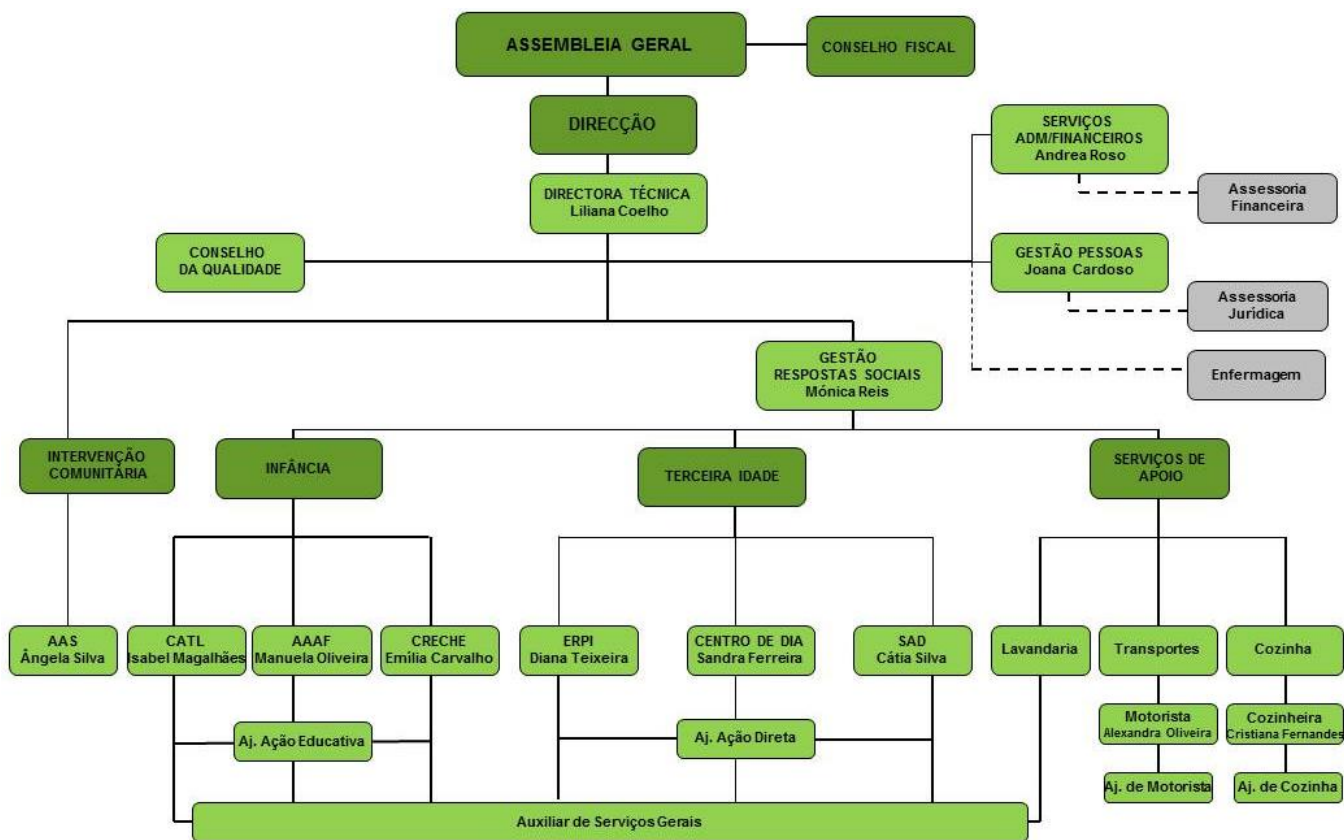 ASSEMBLEIA GERAL
CONSELHO FISCAL
DIRECÇÃO
SERVIÇOS
ADM/FINANCEIROS
Andrea Roso
DIRECTORA TÉCNICA
Liliana Coelho
Assessoria
Financeira
CONSELHO
DA QUALIDADE
GESTÃO PESSOAS
Joana Cardoso
Assessoria
Jurídica
GESTÃO
RESPOSTAS SOCIAIS
Mónica Reis
Enfermagem
INTERVENÇÃO
COMUNITÁRIA
INFÂNCIA
TERCEIRA IDADE
SERVIÇOS DE
APOIO
AAS
Ângela Silva
CATL
Isabel Magalhães
AAAF
Manuela Oliveira
CRECHE
Emília Carvalho
ERPI
Diana Teixeira
CENTRO DE DIA
Sandra Ferreira
SAD
Cátia Silva
Lavandaria
Transportes
Cozinha
Aj. Ação Educativa
Aj. Ação Direta
Motorista
Alexandra Oliveira
Cozinheira
Cristiana Fernandes
Aj. de Motorista
Aj. de Cozinha
Auxiliar de Serviços Gerais